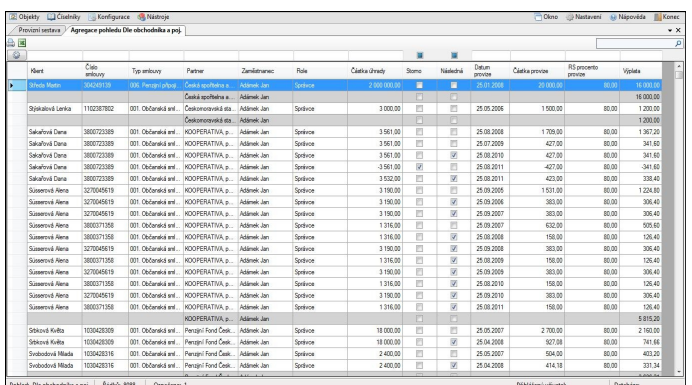 Objekty Číselníky Konfigurace Nástroje Okno Nastavení Nápověda Konec
Provizní sestava Agregace pohledu Dle obchodníka a poj.
Klient Číslo smlouvy Typ smlouvy Partner Zaměstnanec Role Částka úhrady Storno Následná Datum provize Částka provize RS procento provize Výplata
Středa Martin 304249139 006. Penzijní připoj... Česká spořitelna a... Adámek Jan Správce 2 000 000,00 25.01.2008 20 000,00 80,00 16 000,00
Česká spořitelna a... Adámek Jan 16 000,00
Stýskalová Lenka 1102387802 001. Občanská sml... Českomoravská sta... Adámek Jan Správce 3 000,00 25.05.2006 1 500,00 80,00 1 200,00
Českomoravská sta... Adámek Jan 1 200,00
Sakařová Dana 3800723389 001. Občanská sml... KOOPERATIVA, p... Adámek Jan Správce 3 561,00 25.08.2008 1 709,00 80,00 1 367,20
Sakařová Dana 3800723389 001. Občanská sml... KOOPERATIVA, p... Adámek Jan Správce 3 561,00 25.07.2009 427,00 80,00 341,60
Sakařová Dana 3800723389 001. Občanská sml... KOOPERATIVA, p... Adámek Jan Správce 3 561,00 25.08.2010 427,00 80,00 341,60
Sakařová Dana 3800723389 001. Občanská sml... KOOPERATIVA, p... Adámek Jan Správce -3 561,00 25.08.2011 -427,00 80,00 -341,60
Sakařová Dana 3800723389 001. Občanská sml... KOOPERATIVA, p... Adámek Jan Správce 3 532,00 25.08.2011 423,00 80,00 338,40
Süsserová Alena 3270045619 001. Občanská sml... KOOPERATIVA, p... Adámek Jan Správce 3 190,00 25.09.2005 1 531,00 80,00 1 224,80
Süsserová Alena 3270045619 001. Občanská sml... KOOPERATIVA, p... Adámek Jan Správce 3 190,00 25.09.2006 383,00 80,00 306,40
Süsserová Alena 3270045619 001. Občanská sml... KOOPERATIVA, p... Adámek Jan Správce 3 190,00 25.09.2007 383,00 80,00 306,40
Süsserová Alena 3800371358 001. Občanská sml... KOOPERATIVA, p... Adámek Jan Správce 1 316,00 25.09.2007 632,00 80,00 505,60
Süsserová Alena 3800371358 001. Občanská sml... KOOPERATIVA, p... Adámek Jan Správce 1 316,00 25.08.2008 158,00 80,00 126,40
Süsserová Alena 3270045619 001. Občanská sml... KOOPERATIVA, p... Adámek Jan Správce 3 190,00 25.09.2008 383,00 80,00 306,40
Süsserová Alena 3800371358 001. Občanská sml... KOOPERATIVA, p... Adámek Jan Správce 1 316,00 25.08.2009 158,00 80,00 126,40
Süsserová Alena 3270045619 001. Občanská sml... KOOPERATIVA, p... Adámek Jan Správce 3 190,00 25.09.2009 383,00 80,00 306,40
Süsserová Alena 3800371358 001. Občanská sml... KOOPERATIVA, p... Adámek Jan Správce 1 316,00 25.08.2010 158,00 80,00 126,40
Süsserová Alena 3270045619 001. Občanská sml... KOOPERATIVA, p... Adámek Jan Správce 3 190,00 25.09.2010 383,00 80,00 306,40
Süsserová Alena 3800371358 001. Občanská sml... KOOPERATIVA, p... Adámek Jan Správce 1 316,00 25.08.2011 158,00 80,00 126,40
KOOPERATIVA, p... Adámek Jan 5 815,20
Srbková Květa 1030428309 001. Občanská sml... Penzijní Fond Česk... Adámek Jan Správce 18 000,00 25.05.2007 2 700,00 80,00 2 160,00
Srbková Květa 1030428309 001. Občanská sml... Penzijní Fond Česk... Adámek Jan Správce 18 000,00 25.04.2008 927,08 80,00 741,66
Svobodová Milada 1030428316 001. Občanská sml... Penzijní Fond Česk... Adámek Jan Správce 2 400,00 25.05.2007 504,00 80,00 403,20
Svobodová Milada 1030428316 001. Občanská sml... Penzijní Fond Česk... Adámek Jan Správce 2 400,00 25.04.2008 414,18 80,00 331,34